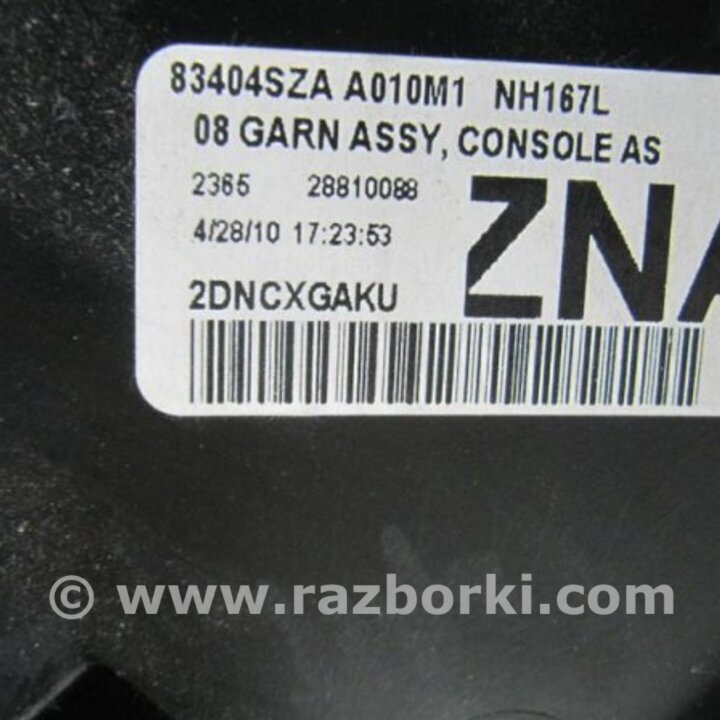 83404SZA A010M1 NH167L
08 GARN ASSY, CONSOLE AS
2365 28810088
4/28/10 17:23:53
ZNA
2DNCXGAKU
© www.razborki.com